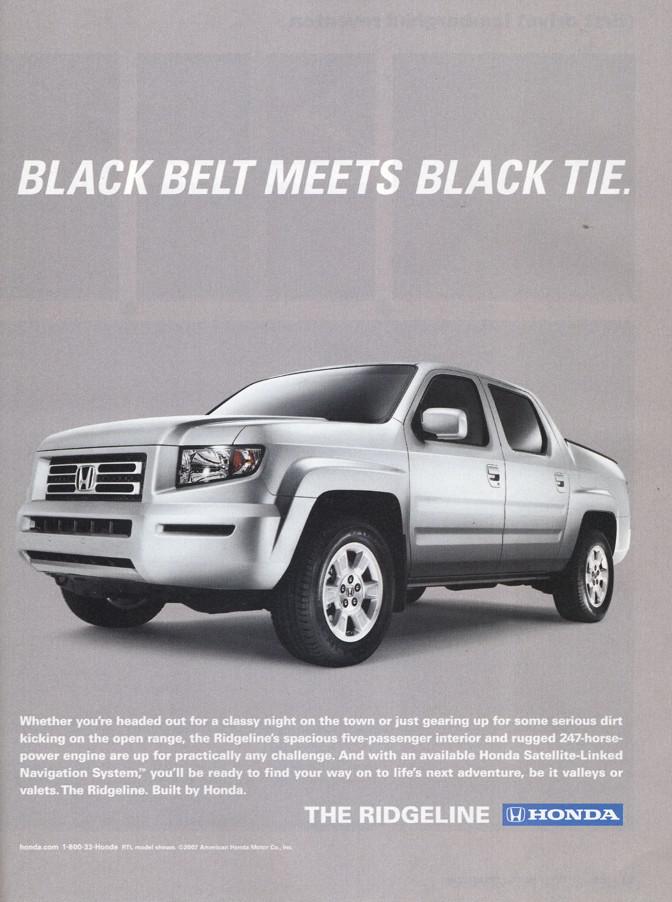 BLACK BELT MEETS BLACK TIE.
Whether you're headed out for a classy night on the town or just gearing up for some serious dirt
kicking on the open range, the Ridgeline's spacious five-passenger interior and rugged 247-horse-
power engine are up for practically any challenge. And with an available Honda Satellite-Linked
Navigation System,™ you'll be ready to find your way on to life's next adventure, be it valleys or
valets. The Ridgeline. Built by Honda.
THE RIDGELINE HONDA
honda.com 1-800-33-Honda RTL model shown. ©2007 American Honda Motor Co., Inc.